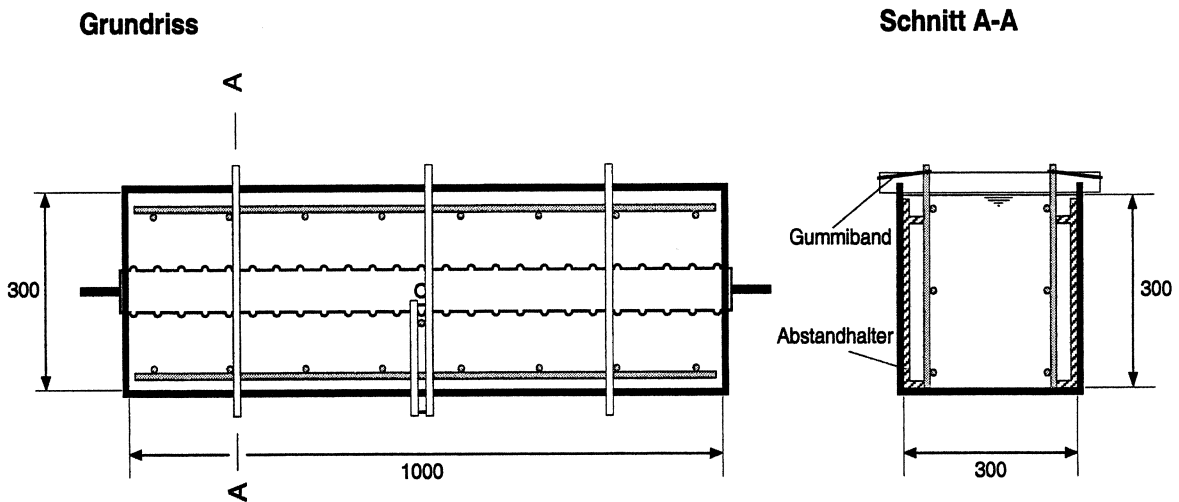 Grundriss
Schnitt A-A
A
Gummiband
300
300
Abstandhalter
1000
300
A